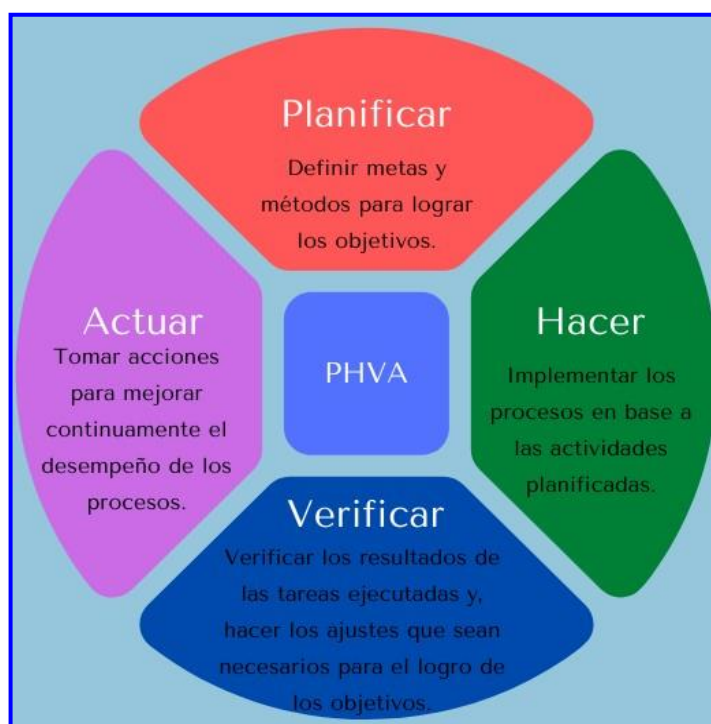 Planificar
Definir metas y
métodos para lograr
los objetivos.
Actuar
Tomar acciones
para mejorar
continuamente el
desempeño de los
procesos.
PHVA
Hacer
Implementar los
procesos en base a
las actividades
planificadas.
Verificar
Verificar los resultados de
las tareas ejecutadas y,
hacer los ajustes que sean
necesarios para el logro de
los objetivos.